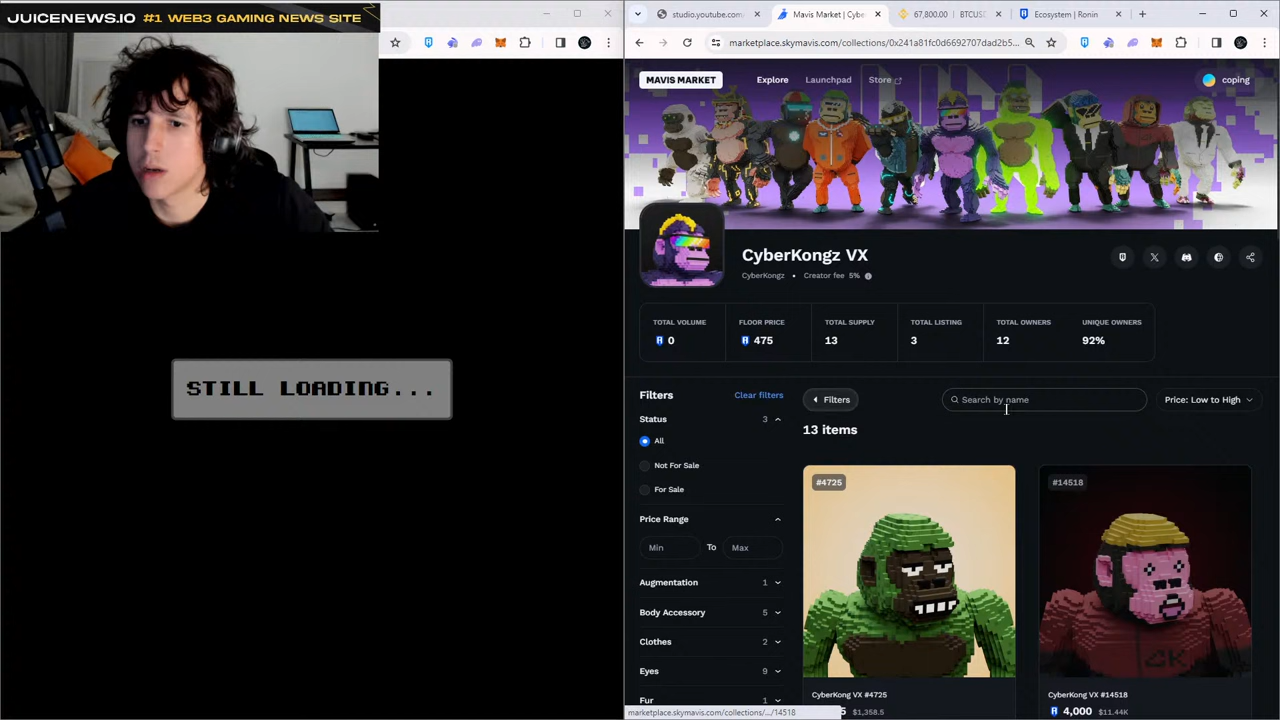 JUICENEWS.IO #1 WEB3 GAMING NEWS SITE
STILL LOADING...
studio.youtube.com/
Mavis Market | Cybe
67,800.00 | BTCUSD
Ecosystem | Ronin
marketplace.skymavis.com/collections/0x241a81fc0d6692707dad2b5...
MAVIS MARKET
Explore
Launchpad
Store
coping
CyberKongz VX
CyberKongz • Creator fee 5%
TOTAL VOLUME
0
FLOOR PRICE
475
TOTAL SUPPLY
13
TOTAL LISTING
3
TOTAL OWNERS
12
UNIQUE OWNERS
92%
Filters
Clear filters
Status 3
All
Not For Sale
For Sale
Price Range
Min To Max
Augmentation 1
Body Accessory 5
Clothes 2
Eyes 9
Fur 1
Filters
Search by name
Price: Low to High
13 items
#4725
CyberKong VX #4725
$1,358.5
#14518
CK
CyberKong VX #14518
4,000 $11.44K
marketplace.skymavis.com/collections/.../14518